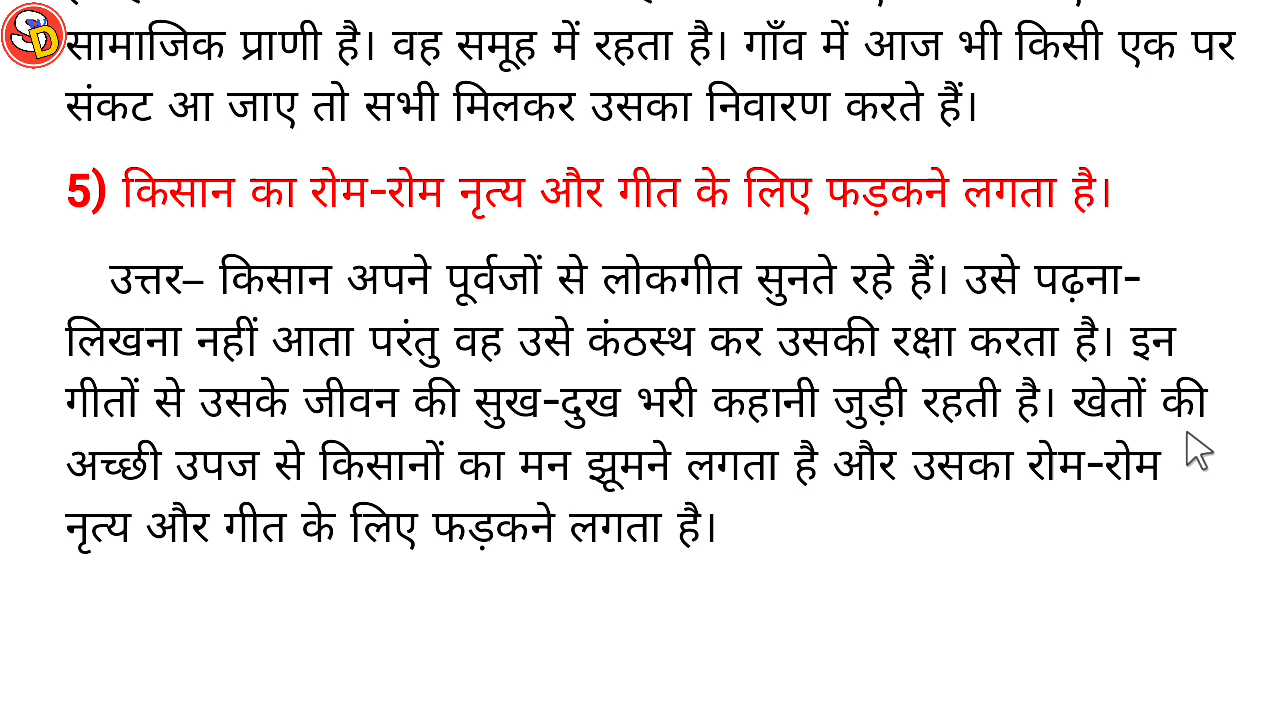 सामाजिक प्राणी है। वह समूह में रहता है। गाँव में आज भी किसी एक पर
संकट आ जाए तो सभी मिलकर उसका निवारण करते हैं।
5) किसान का रोम-रोम नृत्य और गीत के लिए फड़कने लगता है।
उत्तर– किसान अपने पूर्वजों से लोकगीत सुनते रहे हैं। उसे पढ़ना-
लिखना नहीं आता परंतु वह उसे कंठस्थ कर उसकी रक्षा करता है। इन
गीतों से उसके जीवन की सुख-दुख भरी कहानी जुड़ी रहती है। खेतों की
अच्छी उपज से किसानों का मन झूमने लगता है और उसका रोम-रोम
नृत्य और गीत के लिए फड़कने लगता है।